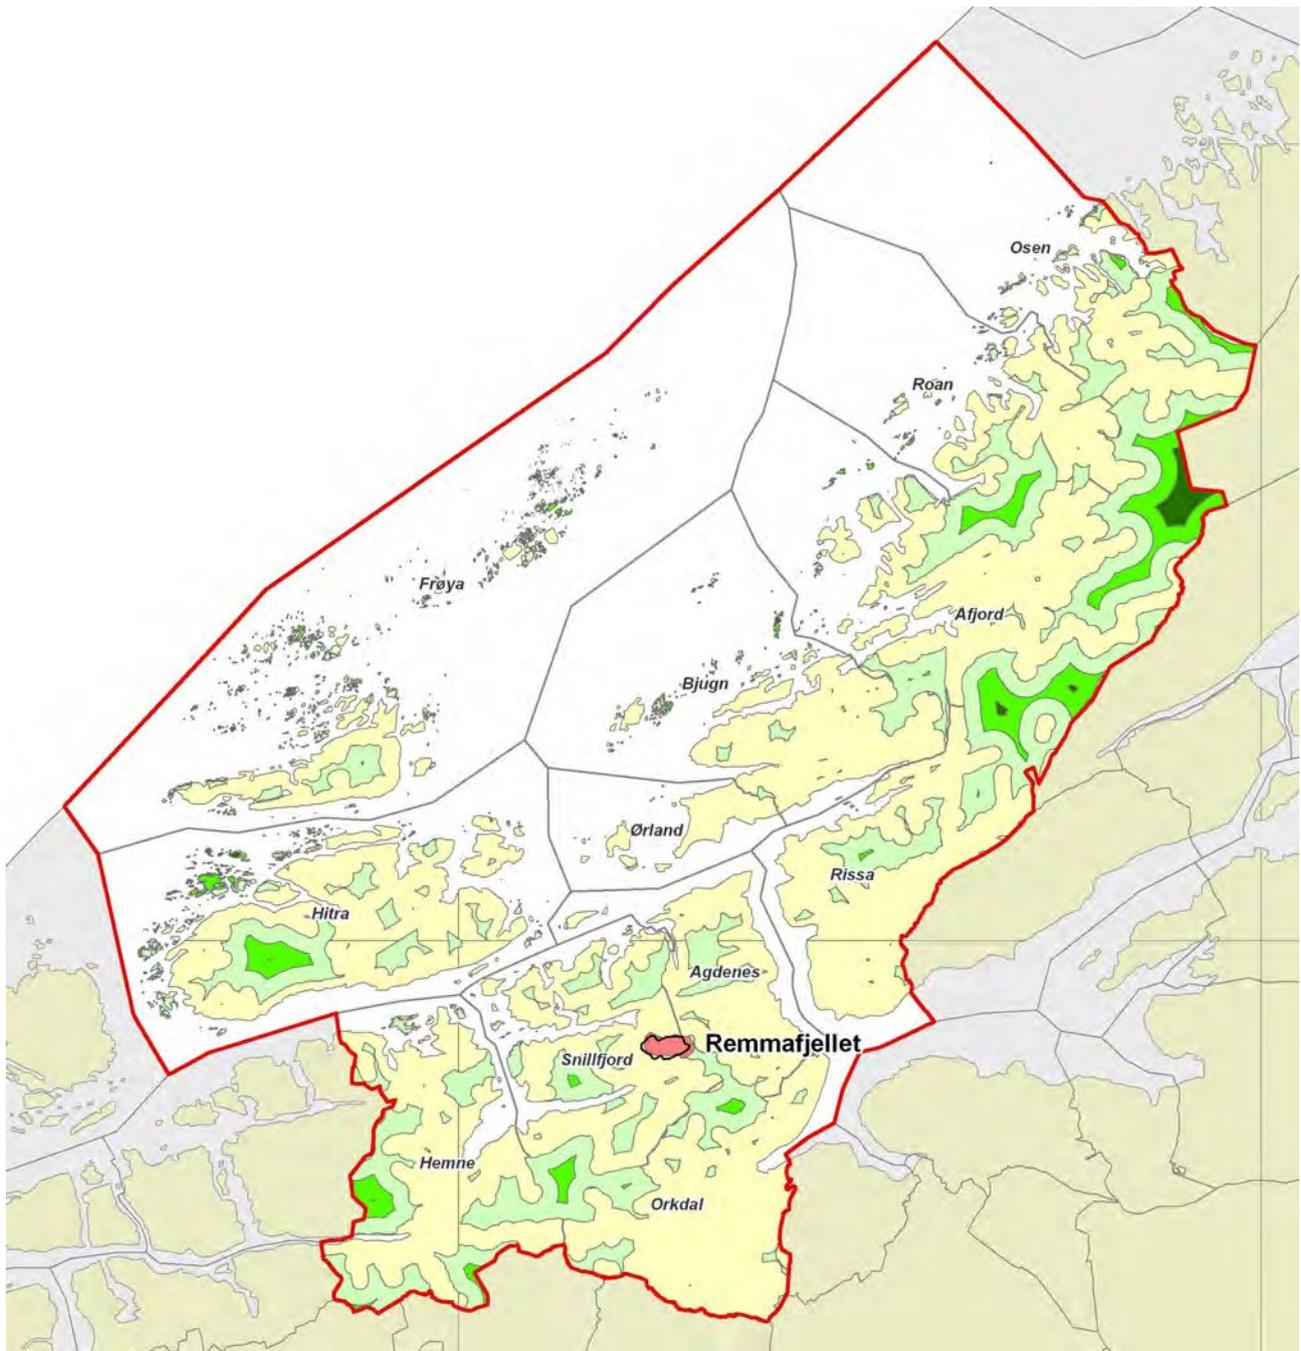 Osen
Roan
Frøya
Afjord
Bjugn
Ørland
Rissa
Hitra
Agdenes
Remmafjellet
Snillfjord
Hemne
Orkdal